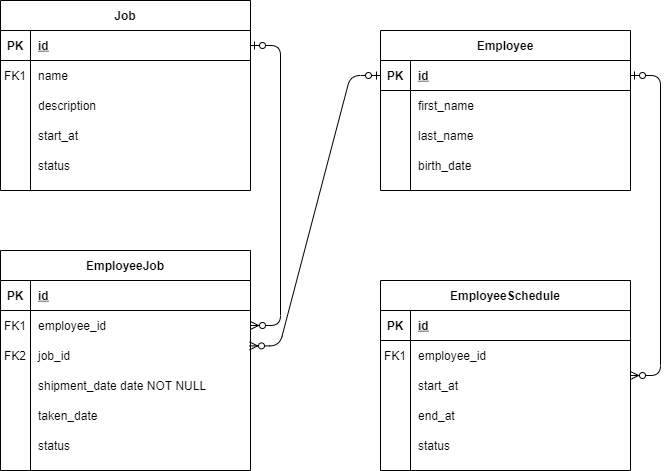 Job
PK id
FK1 name
description
start_at
status
Employee
PK id
first_name
last_name
birth_date
EmployeeJob
PK id
FK1 employee_id
FK2 job_id
shipment_date date NOT NULL
taken_date
status
EmployeeSchedule
PK id
FK1 employee_id
start_at
end_at
status